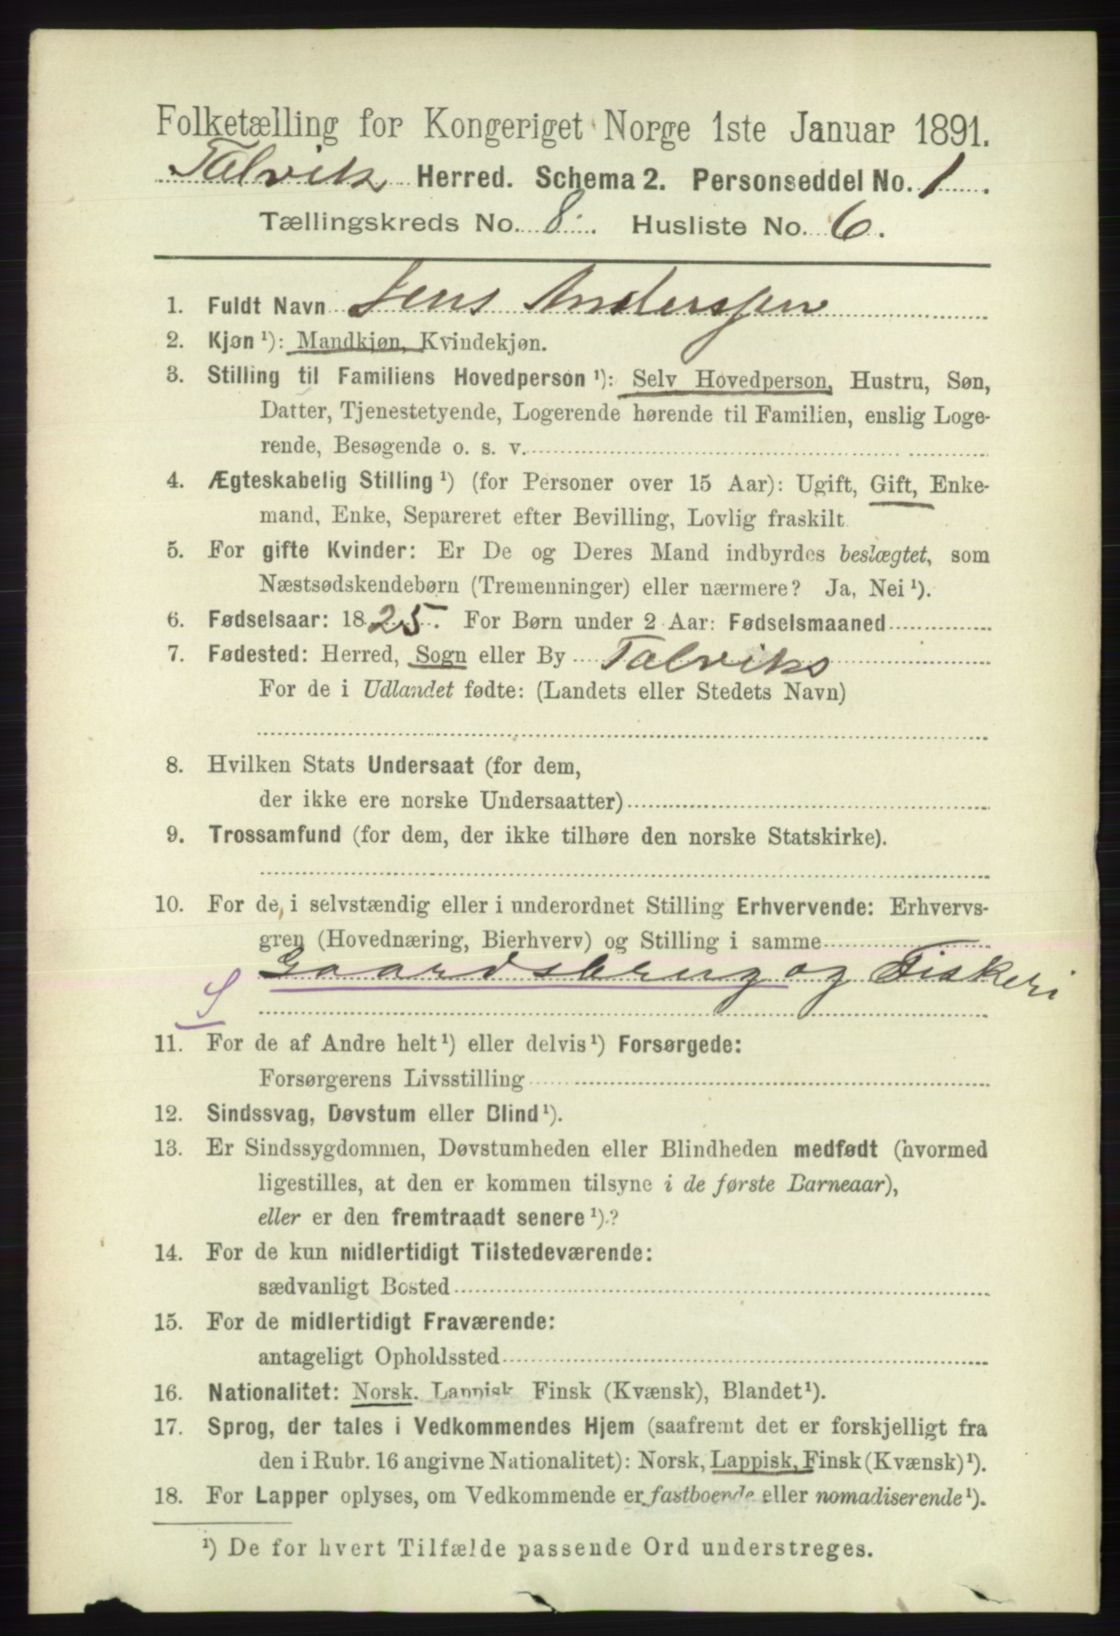 Folketælling for Kongeriget Norge 1ste Januar 1891.
Talvik Herred. Schema 2. Personseddel No. 1.
Tællingskreds No. 8. Husliste No. 6.
1. Fuldt Navn Jens Anderssen
2. Kjøn ¹): Mandkjøn, Kvindekjøn.
3. Stilling til Familiens Hovedperson ¹): Selv Hovedperson, Hustru, Søn,
Datter, Tjenestetyende, Logerende hørende til Familien, enslig Loge-
rende, Besøgende o. s. v.
4. Ægteskabelig Stilling ¹) (for Personer over 15 Aar): Ugift, Gift, Enke-
mand, Enke, Separeret efter Bevilling, Lovlig fraskilt
5. For gifte Kvinder: Er De og Deres Mand indbyrdes beslægtet, som
Næstsødskendebørn (Tremenninger) eller nærmere? Ja, Nei ¹).
6. Fødselsaar: 1825. For Børn under 2 Aar: Fødselsmaaned
7. Fødested: Herred, Sogn eller By Talviks
For de i Udlandet fødte: (Landets eller Stedets Navn)
8. Hvilken Stats Undersaat (for dem,
der ikke ere norske Undersaatter)
9. Trossamfund (for dem, der ikke tilhøre den norske Statskirke).
10. For de, i selvstændig eller i underordnet Stilling Erhvervende: Erhvervs-
gren (Hovednæring, Bierhverv) og Stilling i samme
Gaardsbrug og Fiskeri
S
11. For de af Andre helt ¹) eller delvis ¹) Forsørgede:
Forsørgerens Livsstilling
12. Sindssvag, Døvstum eller Blind ¹).
13. Er Sindssygdommen, Døvstumheden eller Blindheden medfødt (hvormed
ligestilles, at den er kommen tilsyne i de første Barneaar),
eller er den fremtraadt senere ¹)?
14. For de kun midlertidigt Tilstedeværende:
sædvanligt Bosted
15. For de midlertidigt Fraværende:
antageligt Opholdssted
16. Nationalitet: Norsk, Lappisk Finsk (Kvænsk), Blandet ¹).
17. Sprog, der tales i Vedkommendes Hjem (saafremt det er forskjelligt fra
den i Rubr. 16 angivne Nationalitet): Norsk, Lappisk, Finsk (Kvænsk) ¹).
18. For Lapper oplyses, om Vedkommende er fastboende eller nomadiserende ¹).
¹) De for hvert Tilfælde passende Ord understreges.